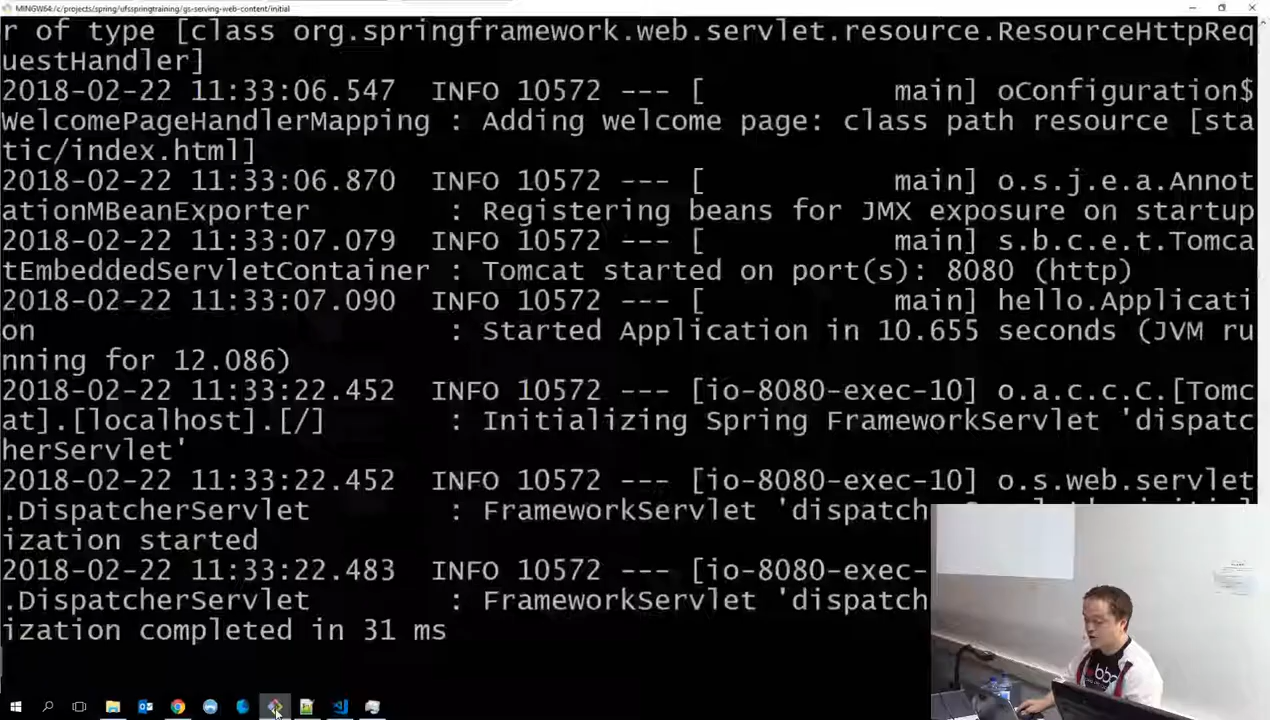 MINGW64:/c/projects/spring/ufsspringtraining/gs-serving-web-content/initial
r of type [class org.springframework.web.servlet.resource.ResourceHttpReq
uestHandler]
2018-02-22 11:33:06.547  INFO 10572 --- [           main] oConfiguration$
WelcomePageHandlerMapping : Adding welcome page: class path resource [sta
tic/index.html]
2018-02-22 11:33:06.870  INFO 10572 --- [           main] o.s.j.e.a.Annot
ationMBeanExporter        : Registering beans for JMX exposure on startup
2018-02-22 11:33:07.079  INFO 10572 --- [           main] s.b.c.e.t.Tomca
tEmbeddedServletContainer : Tomcat started on port(s): 8080 (http)
2018-02-22 11:33:07.090  INFO 10572 --- [           main] hello.Applicati
on                        : Started Application in 10.655 seconds (JVM ru
nning for 12.086)
2018-02-22 11:33:22.452  INFO 10572 --- [io-8080-exec-10] o.a.c.c.C.[Tomc
at].[localhost].[/]       : Initializing Spring FrameworkServlet 'dispatc
herServlet'
2018-02-22 11:33:22.452  INFO 10572 --- [io-8080-exec-10] o.s.web.servlet
.DispatcherServlet        : FrameworkServlet 'dispatch
ization started
2018-02-22 11:33:22.483  INFO 10572 --- [io-8080-exec-
.DispatcherServlet        : FrameworkServlet 'dispatch
ization completed in 31 ms